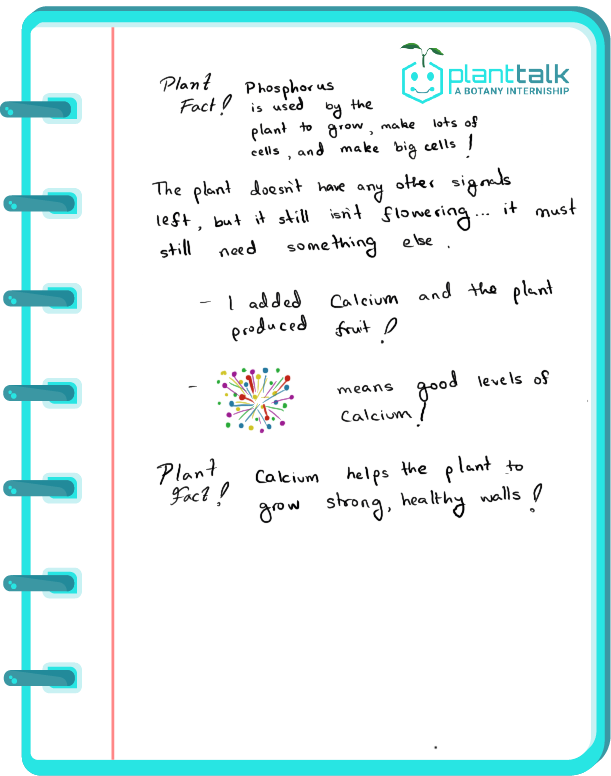 planttalk
A BOTANY INTERNISHIP
Plant
Fact!
Phosphorus
is used by the
plant to grow, make lots of
cells, and make big cells!
The plant doesn't have any other signals
left, but it still isn't flowering... it must
still need something else.
- I added Calcium and the plant
produced fruit!
- means good levels of
Calcium!
Plant
Fact!
Calcium helps the plant to
grow strong, healthy walls!